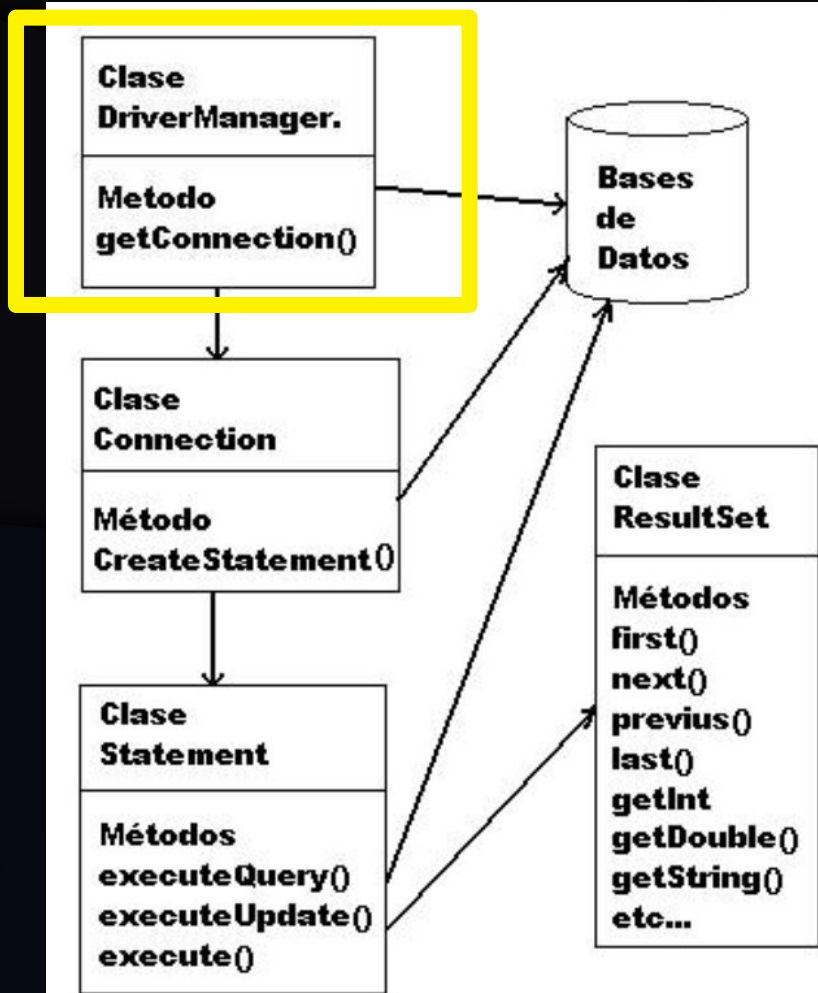 Clase
DriverManager.
Metodo
getConnection()
Bases
de
Datos
Clase
Connection
Método
CreateStatement()
Clase
ResultSet
Métodos
first()
next()
previus()
last()
getInt
getDouble()
getString()
etc...
Clase
Statement
Métodos
executeQuery()
executeUpdate()
execute()